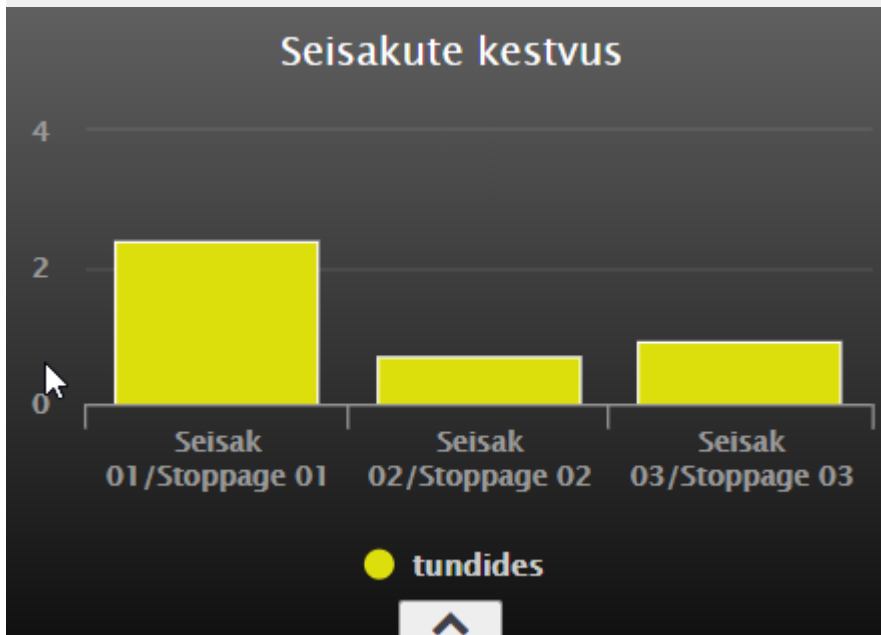 Seisakute kestvus
4
2
0
Seisak
01/Stoppage 01
Seisak
02/Stoppage 02
Seisak
03/Stoppage 03
tundides